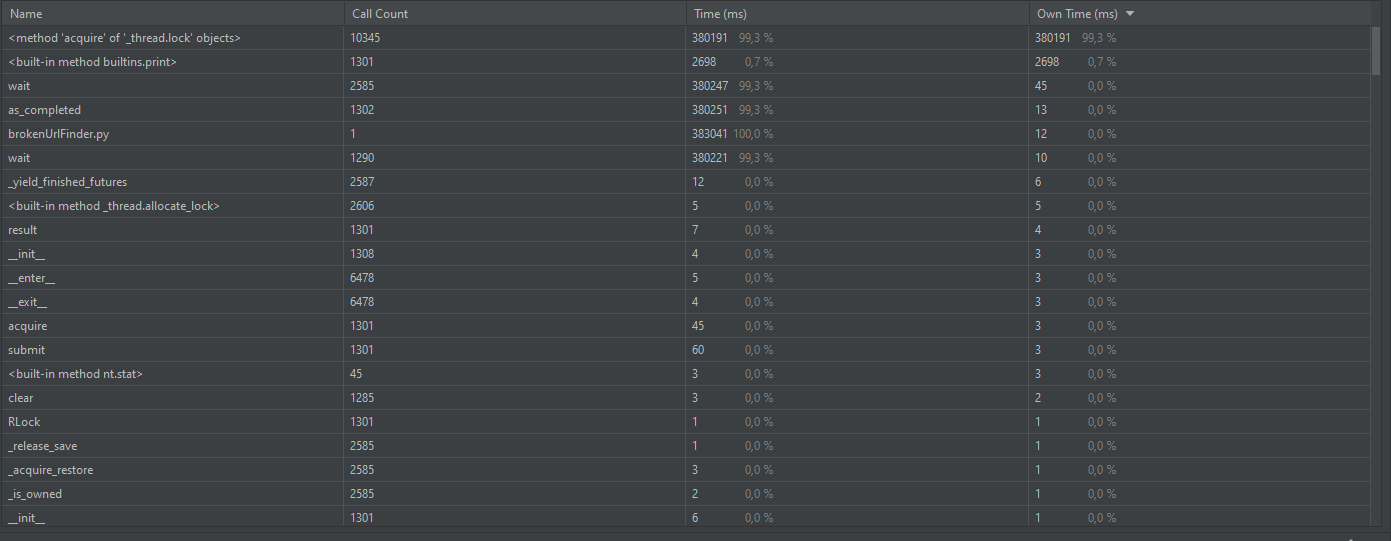 Name Call Count Time (ms) Own Time (ms)
<method 'acquire' of '_thread.lock' objects> 10345 380191 99,3 % 380191 99,3 %
<built-in method builtins.print> 1301 2698 0,7 % 2698 0,7 %
wait 2585 380247 99,3 % 45 0,0 %
as_completed 1302 380251 99,3 % 13 0,0 %
brokenUrlFinder.py 1 383041 100,0 % 12 0,0 %
wait 1290 380221 99,3 % 10 0,0 %
_yield_finished_futures 2587 12 0,0 % 6 0,0 %
<built-in method _thread.allocate_lock> 2606 5 0,0 % 5 0,0 %
result 1301 7 0,0 % 4 0,0 %
__init__ 1308 4 0,0 % 3 0,0 %
__enter__ 6478 5 0,0 % 3 0,0 %
__exit__ 6478 4 0,0 % 3 0,0 %
acquire 1301 45 0,0 % 3 0,0 %
submit 1301 60 0,0 % 3 0,0 %
<built-in method nt.stat> 45 3 0,0 % 3 0,0 %
clear 1285 3 0,0 % 2 0,0 %
RLock 1301 1 0,0 % 1 0,0 %
_release_save 2585 1 0,0 % 1 0,0 %
_acquire_restore 2585 3 0,0 % 1 0,0 %
_is_owned 2585 2 0,0 % 1 0,0 %
__init__ 1301 6 0,0 % 1 0,0 %